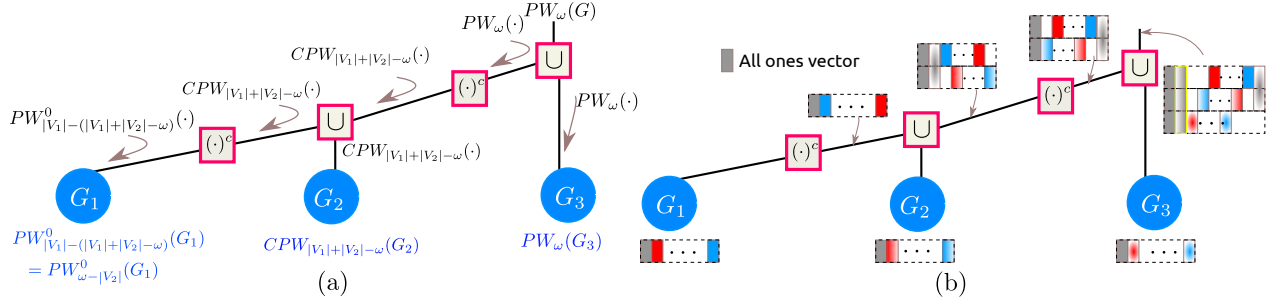 PW_ω(G)
PW_ω(·)
CPW_{|V_1|+|V_2|−ω}(·)
∪
CPW_{|V_1|+|V_2|−ω}(·)
(·)^c
PW_ω(·)
PW^0_{|V_1|−(|V_1|+|V_2|−ω)}(·)
∪
(·)^c
CPW_{|V_1|+|V_2|−ω}(·)
G_1
G_2
G_3
PW^0_{|V_1|−(|V_1|+|V_2|−ω)}(G_1)
= PW^0_{ω−|V_2|}(G_1)
CPW_{|V_1|+|V_2|−ω}(G_2)
PW_ω(G_3)
(a)
All ones vector
∪
(·)^c
∪
(·)^c
G_1
G_2
G_3
(b)